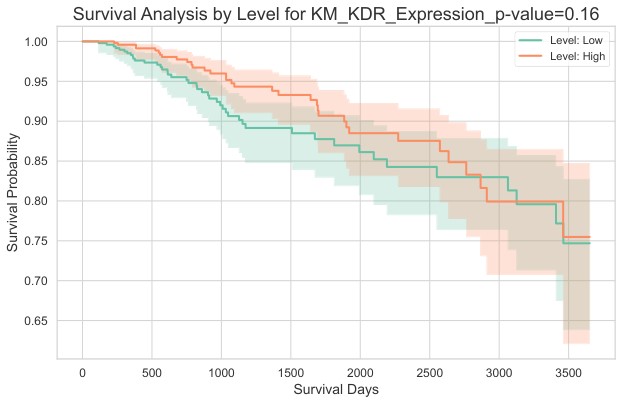 Survival Analysis by Level for KM_KDR_Expression_p-value=0.16
Level: Low
Level: High
1.00
0.95
0.90
0.85
0.80
0.75
0.70
0.65
Survival Probability
0 500 1000 1500 2000 2500 3000 3500
Survival Days